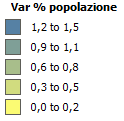 Var % popolazione
1,2 to 1,5
0,9 to 1,1
0,6 to 0,8
0,3 to 0,5
0,0 to 0,2